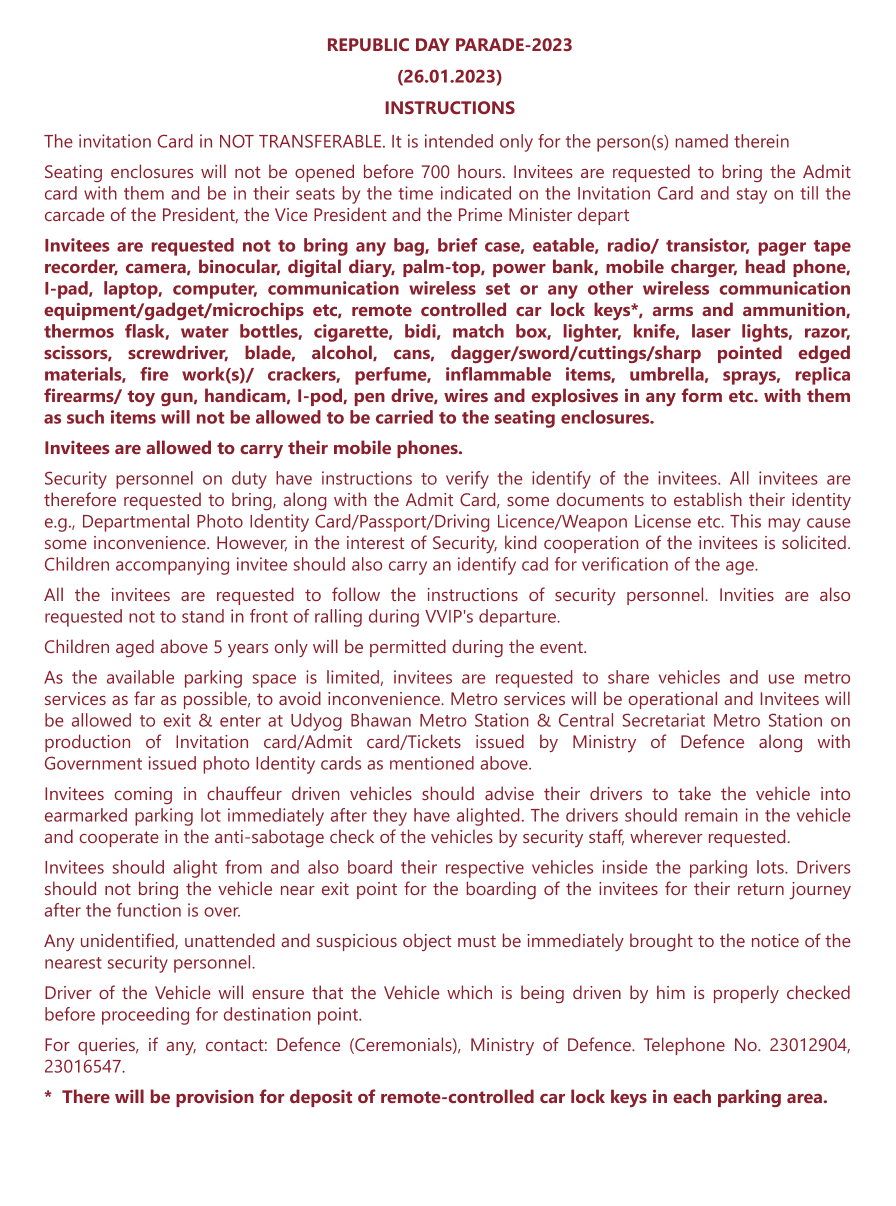 REPUBLIC DAY PARADE-2023
(26.01.2023)
INSTRUCTIONS
The invitation Card in NOT TRANSFERABLE. It is intended only for the person(s) named therein
Seating enclosures will not be opened before 700 hours. Invitees are requested to bring the Admit
card with them and be in their seats by the time indicated on the Invitation Card and stay on till the
carcade of the President, the Vice President and the Prime Minister depart
Invitees are requested not to bring any bag, brief case, eatable, radio/ transistor, pager tape
recorder, camera, binocular, digital diary, palm-top, power bank, mobile charger, head phone,
I-pad, laptop, computer, communication wireless set or any other wireless communication
equipment/gadget/microchips etc, remote controlled car lock keys*, arms and ammunition,
thermos flask, water bottles, cigarette, bidi, match box, lighter, knife, laser lights, razor,
scissors, screwdriver, blade, alcohol, cans, dagger/sword/cuttings/sharp pointed edged
materials, fire work(s)/ crackers, perfume, inflammable items, umbrella, sprays, replica
firearms/ toy gun, handicam, I-pod, pen drive, wires and explosives in any form etc. with them
as such items will not be allowed to be carried to the seating enclosures.
Invitees are allowed to carry their mobile phones.
Security personnel on duty have instructions to verify the identify of the invitees. All invitees are
therefore requested to bring, along with the Admit Card, some documents to establish their identity
e.g., Departmental Photo Identity Card/Passport/Driving Licence/Weapon License etc. This may cause
some inconvenience. However, in the interest of Security, kind cooperation of the invitees is solicited.
Children accompanying invitee should also carry an identify cad for verification of the age.
All the invitees are requested to follow the instructions of security personnel. Invities are also
requested not to stand in front of ralling during VVIP's departure.
Children aged above 5 years only will be permitted during the event.
As the available parking space is limited, invitees are requested to share vehicles and use metro
services as far as possible, to avoid inconvenience. Metro services will be operational and Invitees will
be allowed to exit & enter at Udyog Bhawan Metro Station & Central Secretariat Metro Station on
production of Invitation card/Admit card/Tickets issued by Ministry of Defence along with
Government issued photo Identity cards as mentioned above.
Invitees coming in chauffeur driven vehicles should advise their drivers to take the vehicle into
earmarked parking lot immediately after they have alighted. The drivers should remain in the vehicle
and cooperate in the anti-sabotage check of the vehicles by security staff, wherever requested.
Invitees should alight from and also board their respective vehicles inside the parking lots. Drivers
should not bring the vehicle near exit point for the boarding of the invitees for their return journey
after the function is over.
Any unidentified, unattended and suspicious object must be immediately brought to the notice of the
nearest security personnel.
Driver of the Vehicle will ensure that the Vehicle which is being driven by him is properly checked
before proceeding for destination point.
For queries, if any, contact: Defence (Ceremonials), Ministry of Defence. Telephone No. 23012904,
23016547.
* There will be provision for deposit of remote-controlled car lock keys in each parking area.